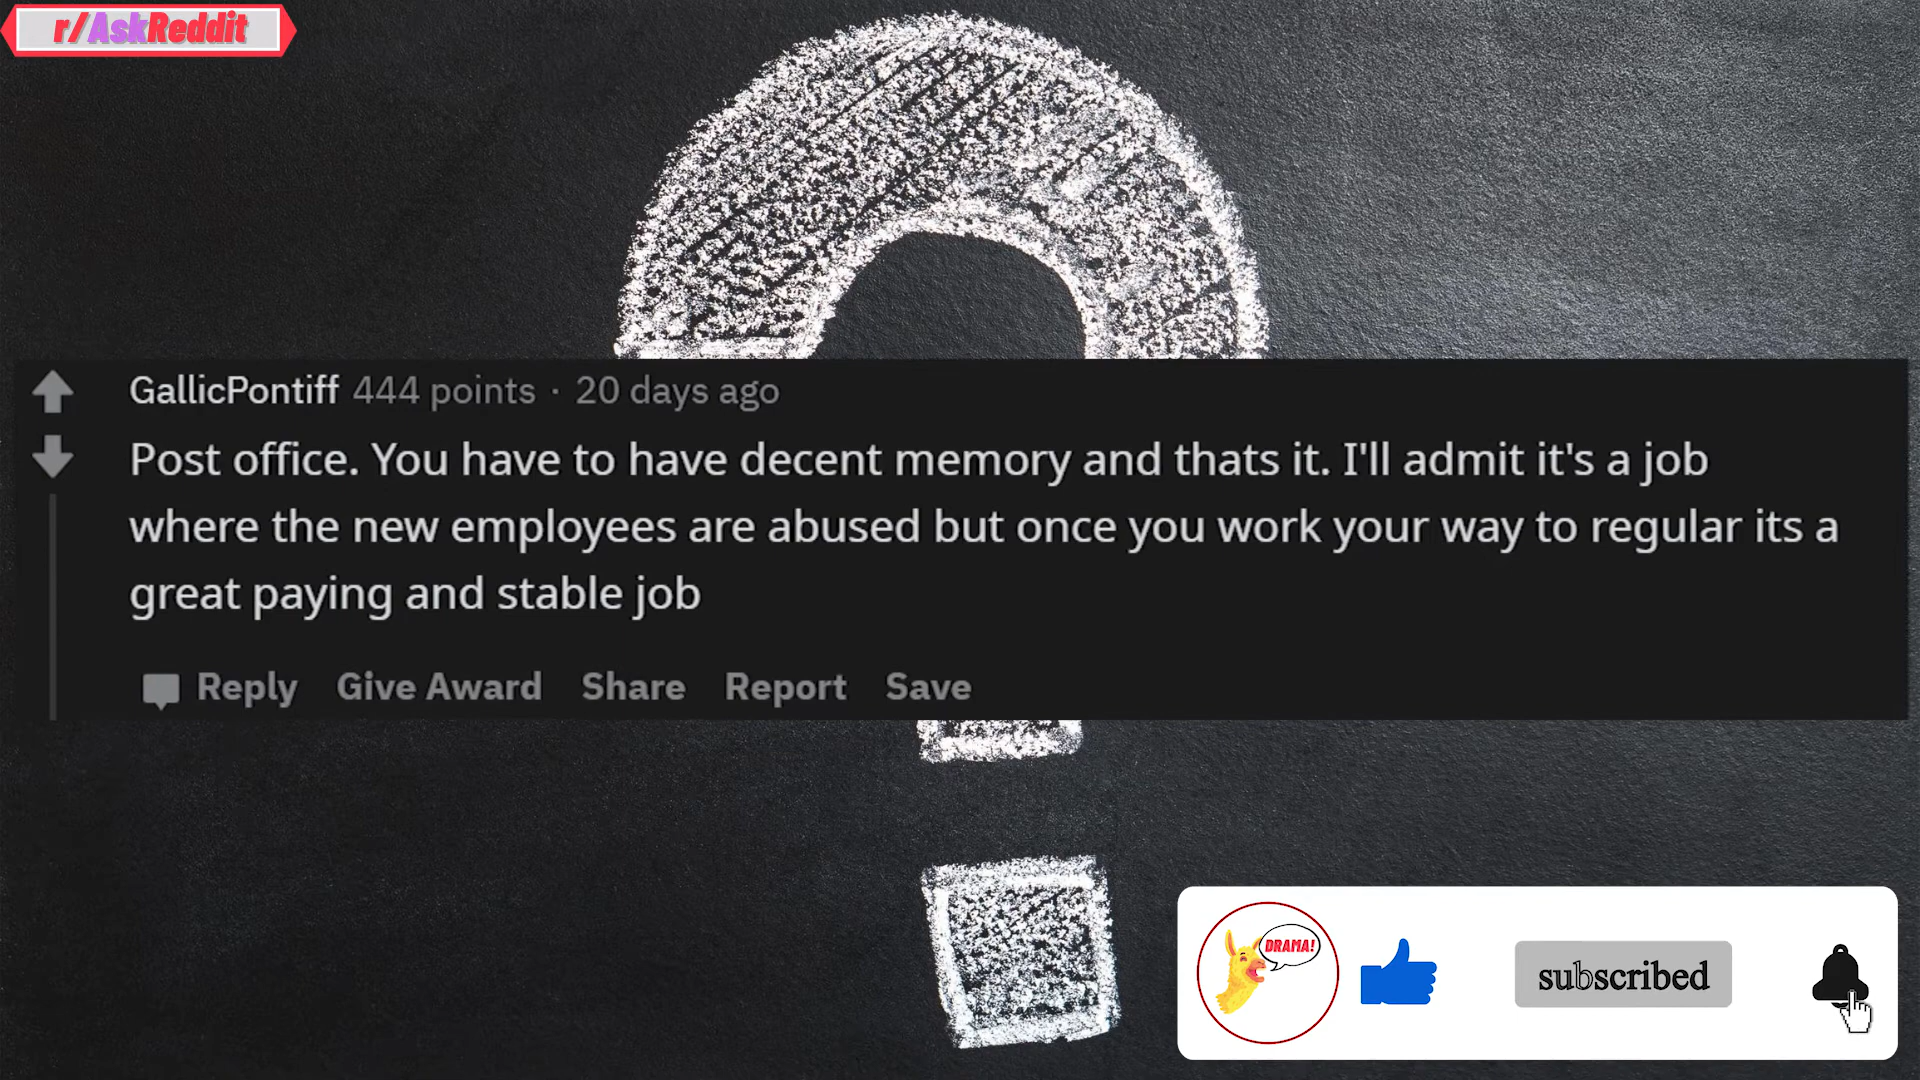 r/AskReddit
GallicPontiff 444 points · 20 days ago
Post office. You have to have decent memory and thats it. I'll admit it's a job
where the new employees are abused but once you work your way to regular its a
great paying and stable job
Reply Give Award Share Report Save
DRAMA!
subscribed